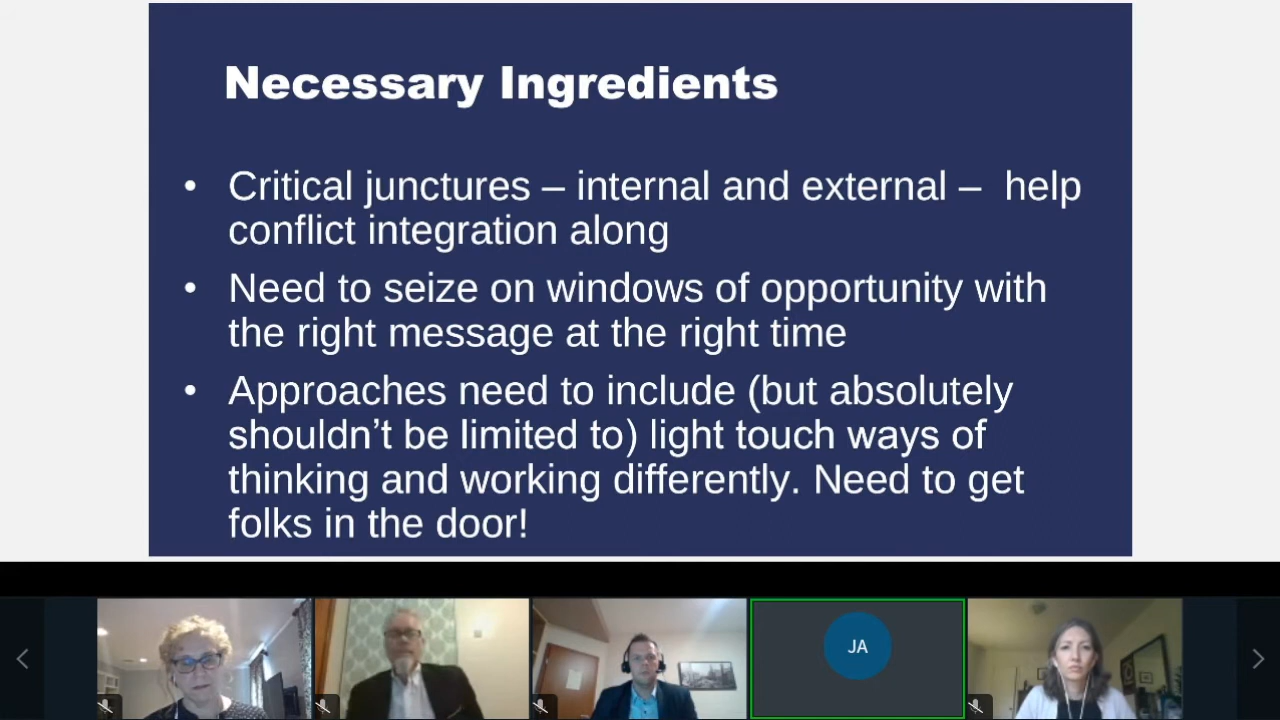 Necessary Ingredients
• Critical junctures – internal and external –  help
conflict integration along
• Need to seize on windows of opportunity with
the right message at the right time
• Approaches need to include (but absolutely
shouldn’t be limited to) light touch ways of
thinking and working differently. Need to get
folks in the door!
JA